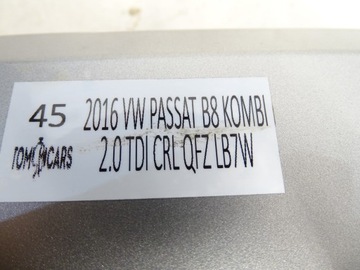 45 2016 VW PASSAT B8 KOMBI
TOM CARS 2.0 TDI CRL QFZ LB7W